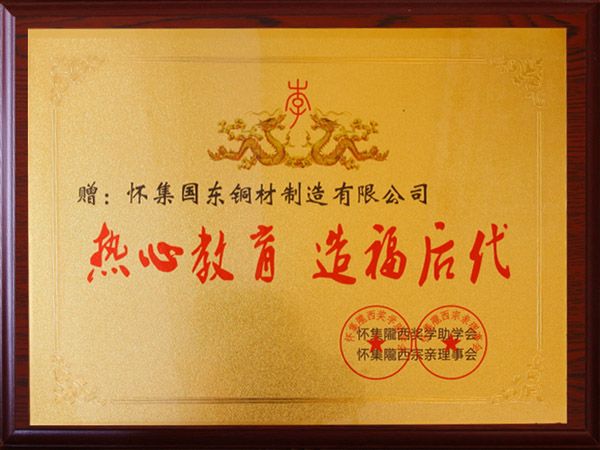 李
赠：怀集国东铜材制造有限公司
热心教育 造福后代
怀集隴西奖学助学会
怀集隴西宗亲理事会